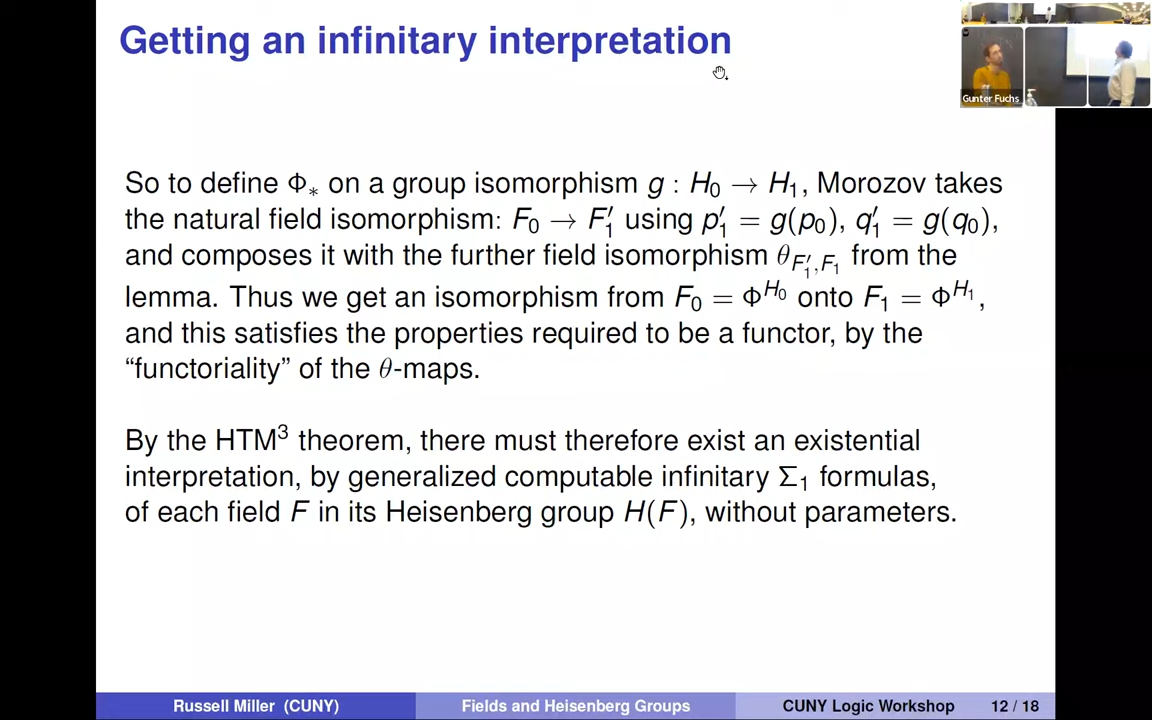 Getting an infinitary interpretation
Gunter Fuchs
So to define Φ∗ on a group isomorphism g : H₀ → H₁, Morozov takes
the natural field isomorphism: F₀ → F₁′ using p₁′ = g(p₀), q₁′ = g(q₀),
and composes it with the further field isomorphism θ_{F₁′,F₁} from the
lemma. Thus we get an isomorphism from F₀ = Φ^{H₀} onto F₁ = Φ^{H₁},
and this satisfies the properties required to be a functor, by the
“functoriality” of the θ-maps.
By the HTM³ theorem, there must therefore exist an existential
interpretation, by generalized computable infinitary Σ₁ formulas,
of each field F in its Heisenberg group H(F), without parameters.
Russell Miller (CUNY) Fields and Heisenberg Groups CUNY Logic Workshop 12 / 18